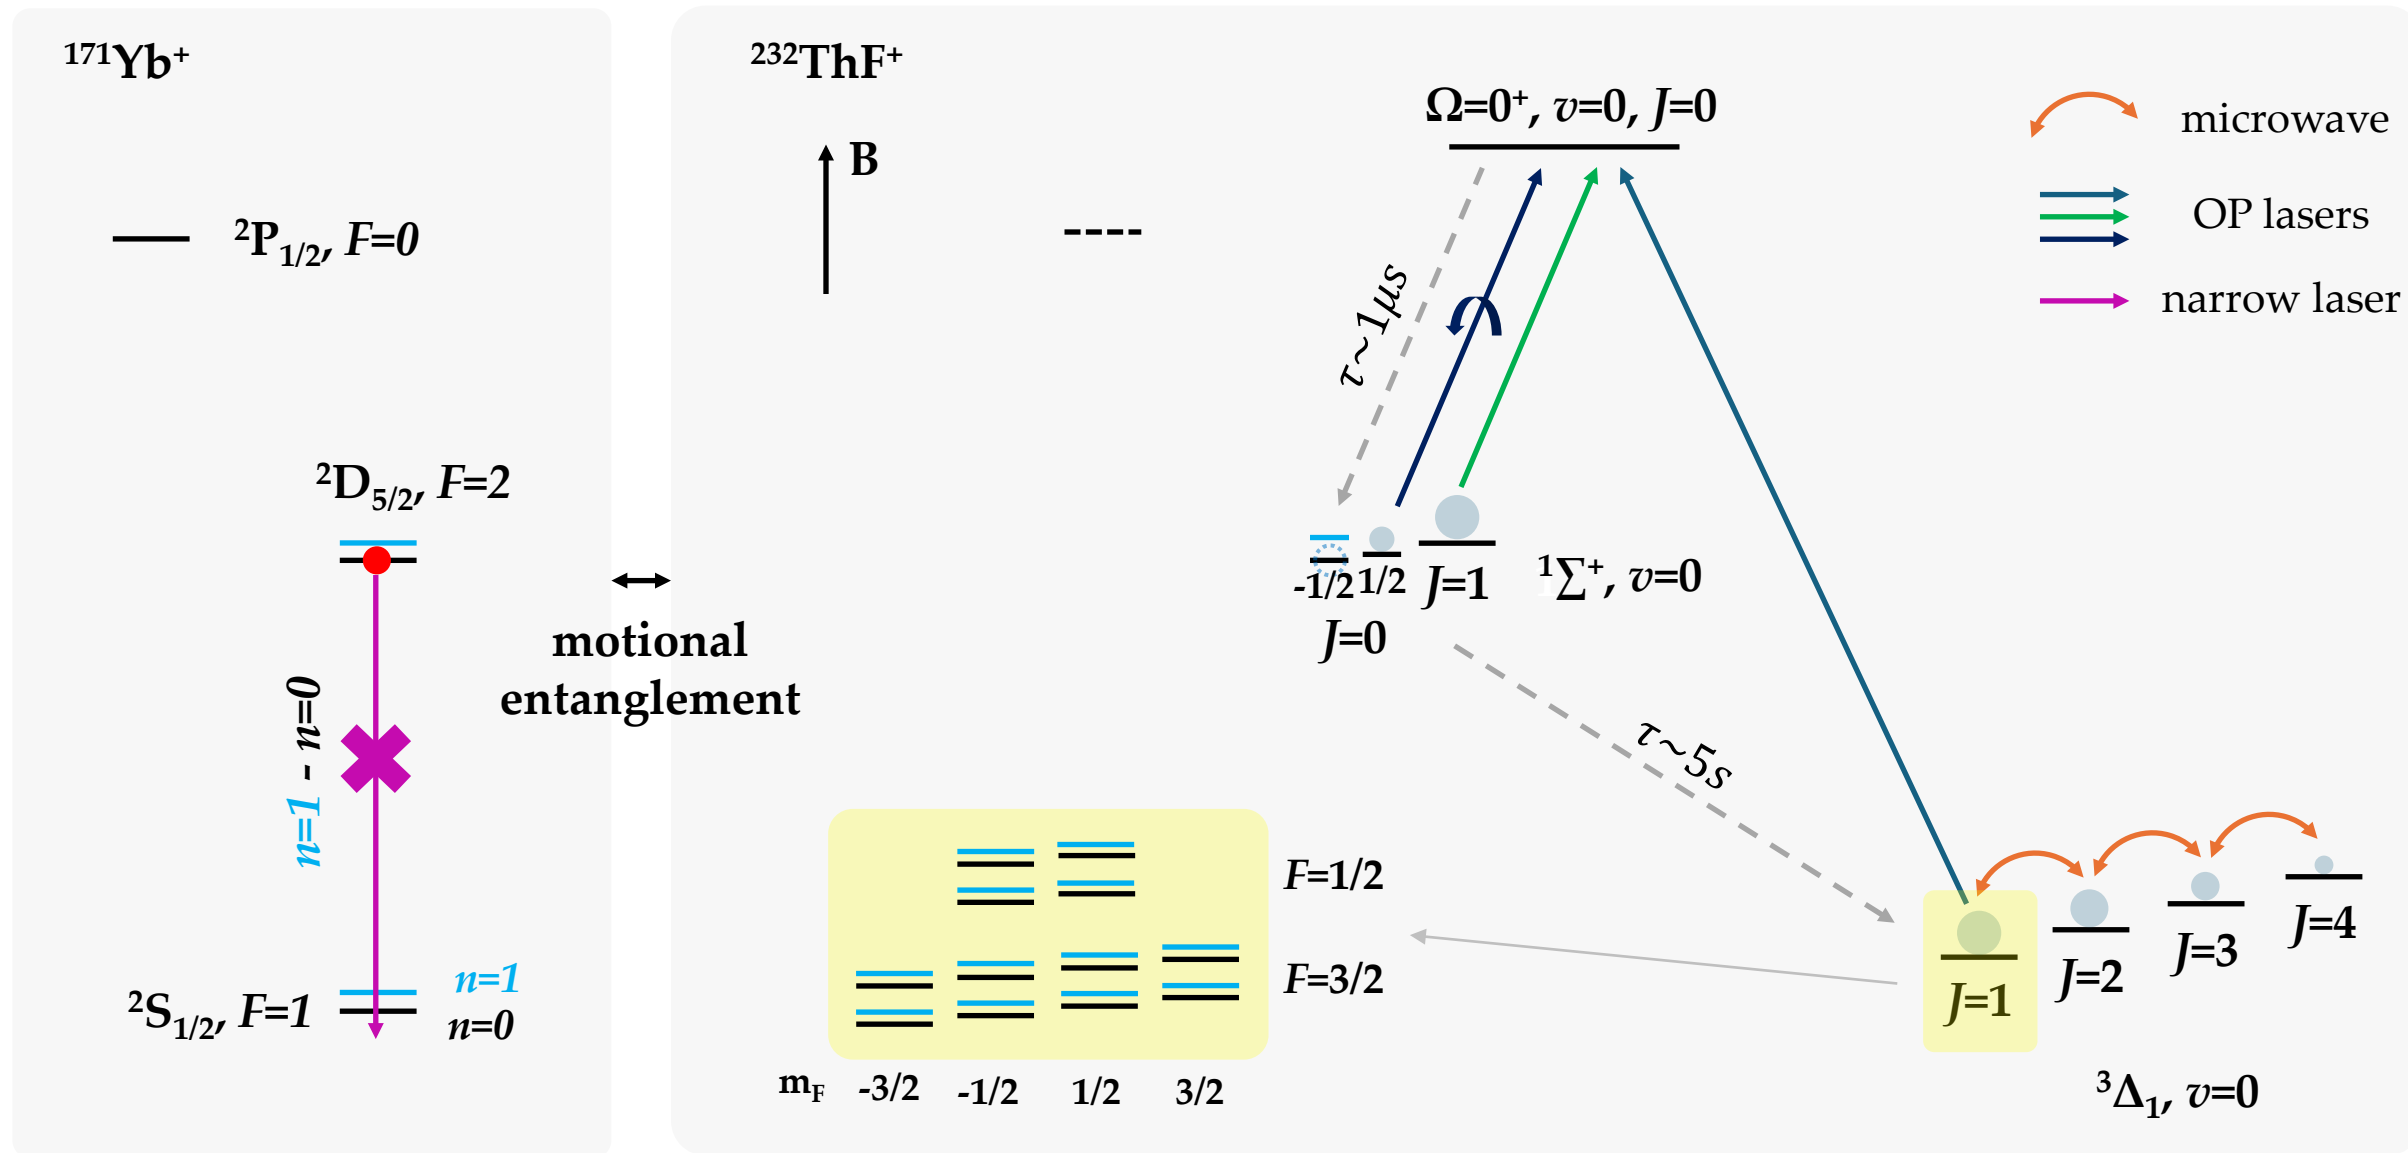 ¹⁷¹Yb⁺
²P₁/₂, F=0
²D₅/₂, F=2
n=1 - n=0
²S₁/₂, F=1
n=1
n=0
motional
entanglement
²³²ThF⁺
B
Ω=0⁺, v=0, J=0
microwave
OP lasers
narrow laser
τ~1μs
-1/2 1/2 J=1
J=0
¹Σ⁺, v=0
τ~5s
F=1/2
F=3/2
m_F -3/2 -1/2 1/2 3/2
J=1
J=2
J=3
J=4
³Δ₁, v=0